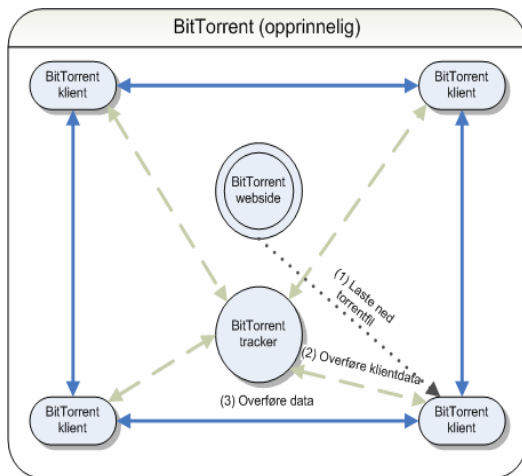 BitTorrent (opprinnelig)
BitTorrent
klient
BitTorrent
klient
BitTorrent
webside
(1) Laste ned
torrentfil
BitTorrent
tracker
(2) Overføre klientdata
(3) Overføre data
BitTorrent
klient
BitTorrent
klient